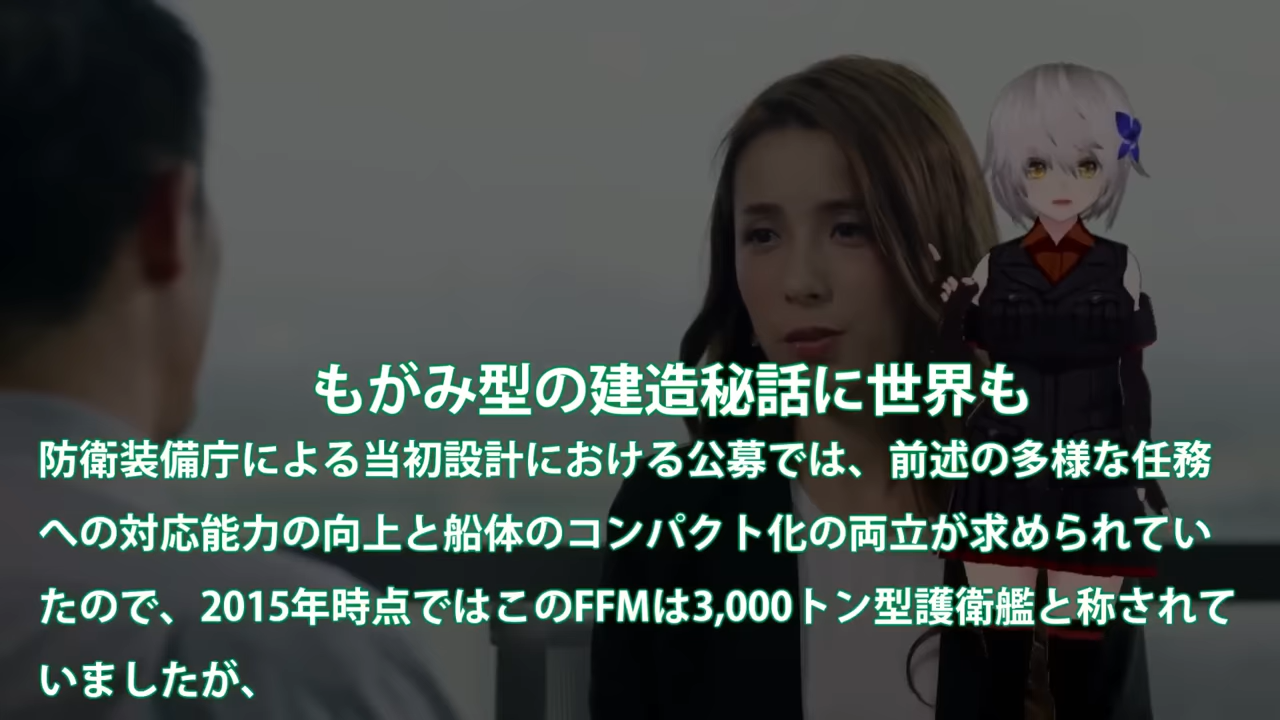 もがみ型の建造秘話に世界も
防衛装備庁による当初設計における公募では、前述の多様な任務
への対応能力の向上と船体のコンパクト化の両立が求められてい
たので、2015年時点ではこのFFMは3,000トン型護衛艦と称されて
いましたが、